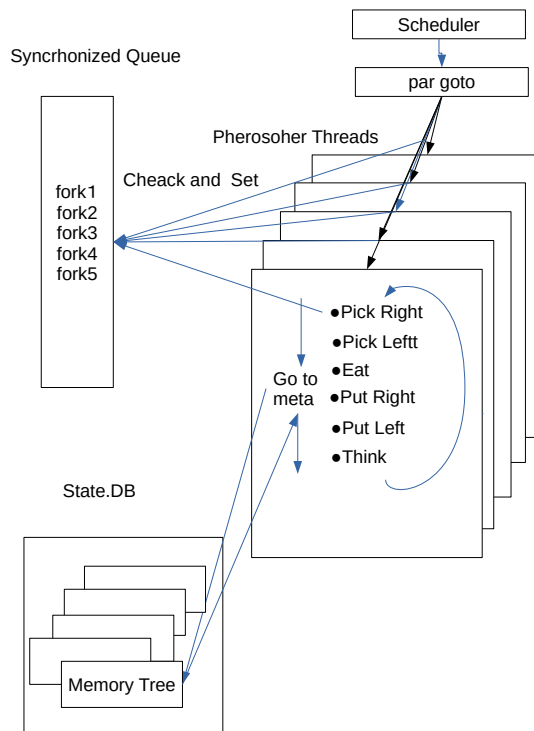 Scheduler
Syncrhonized Queue
par goto
Pherosoher Threads
Cheack and Set
fork1
fork2
fork3
fork4
fork5
●Pick Right
●Pick Leftt
●Eat
●Put Right
●Put Left
●Think
Go to
meta
State.DB
Memory Tree